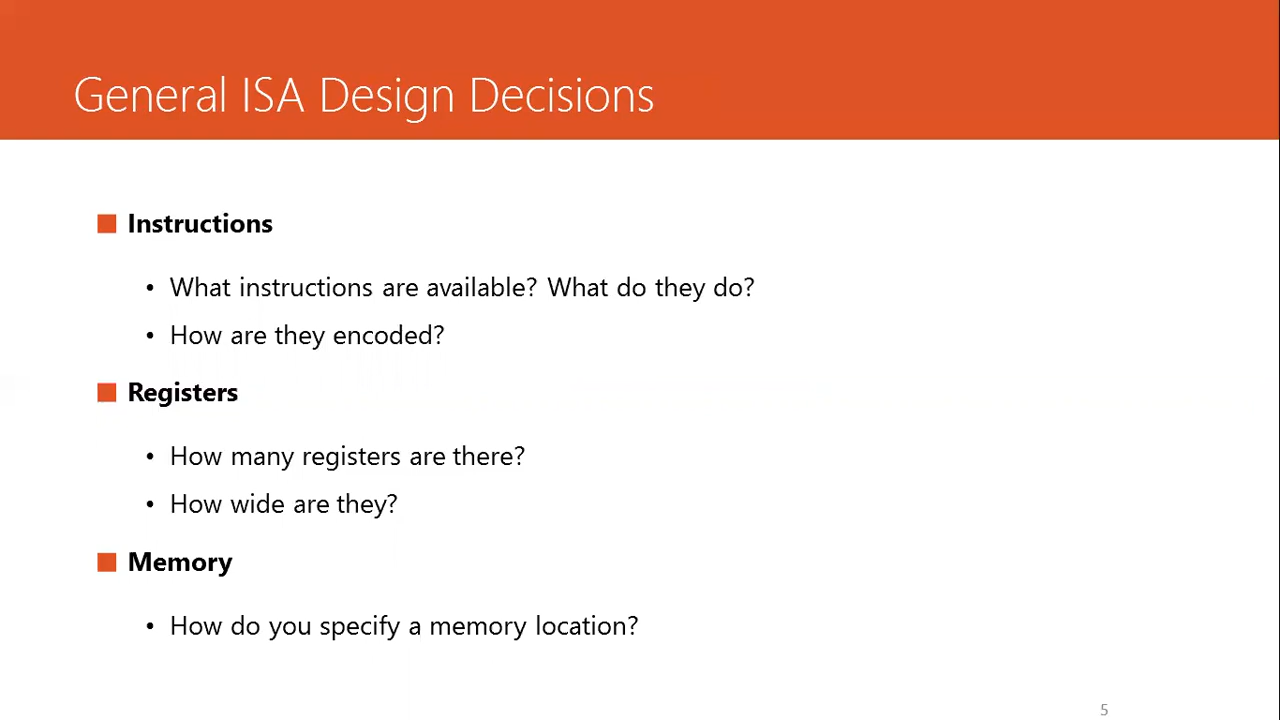 General ISA Design Decisions
Instructions
• What instructions are available? What do they do?
• How are they encoded?
Registers
• How many registers are there?
• How wide are they?
Memory
• How do you specify a memory location?
5